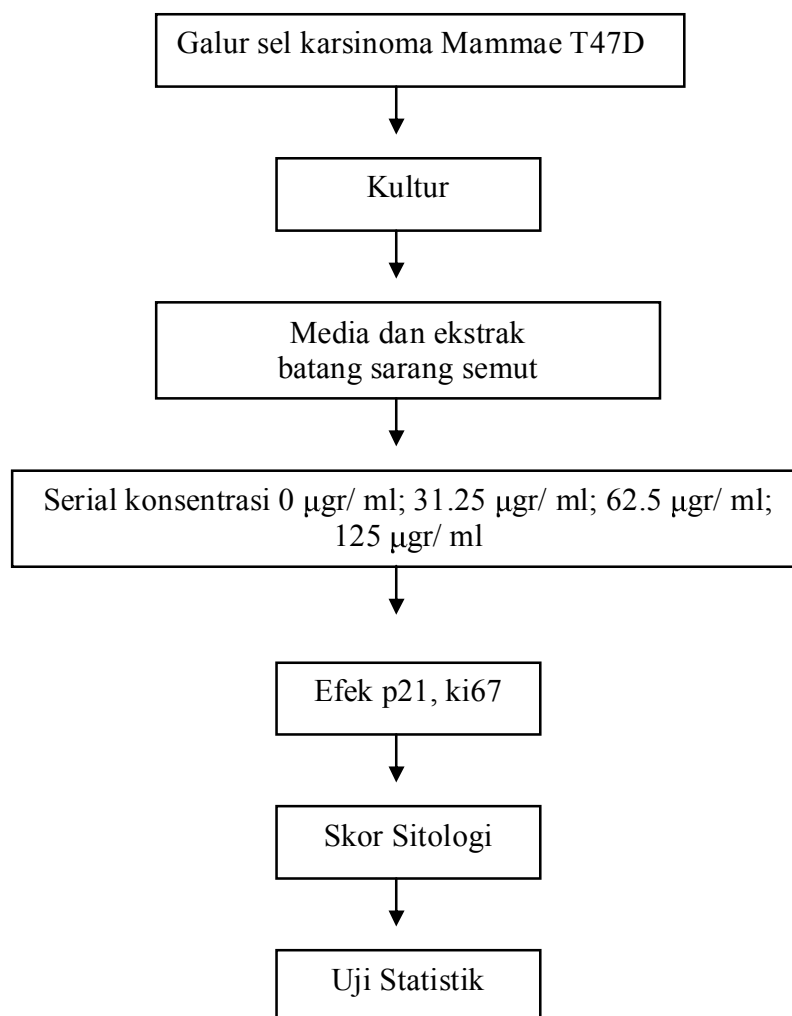 Galur sel karsinoma Mammae T47D
Kultur
Media dan ekstrak
batang sarang semut
Serial konsentrasi 0 μgr/ ml; 31.25 μgr/ ml; 62.5 μgr/ ml;
125 μgr/ ml
Efek p21, ki67
Skor Sitologi
Uji Statistik